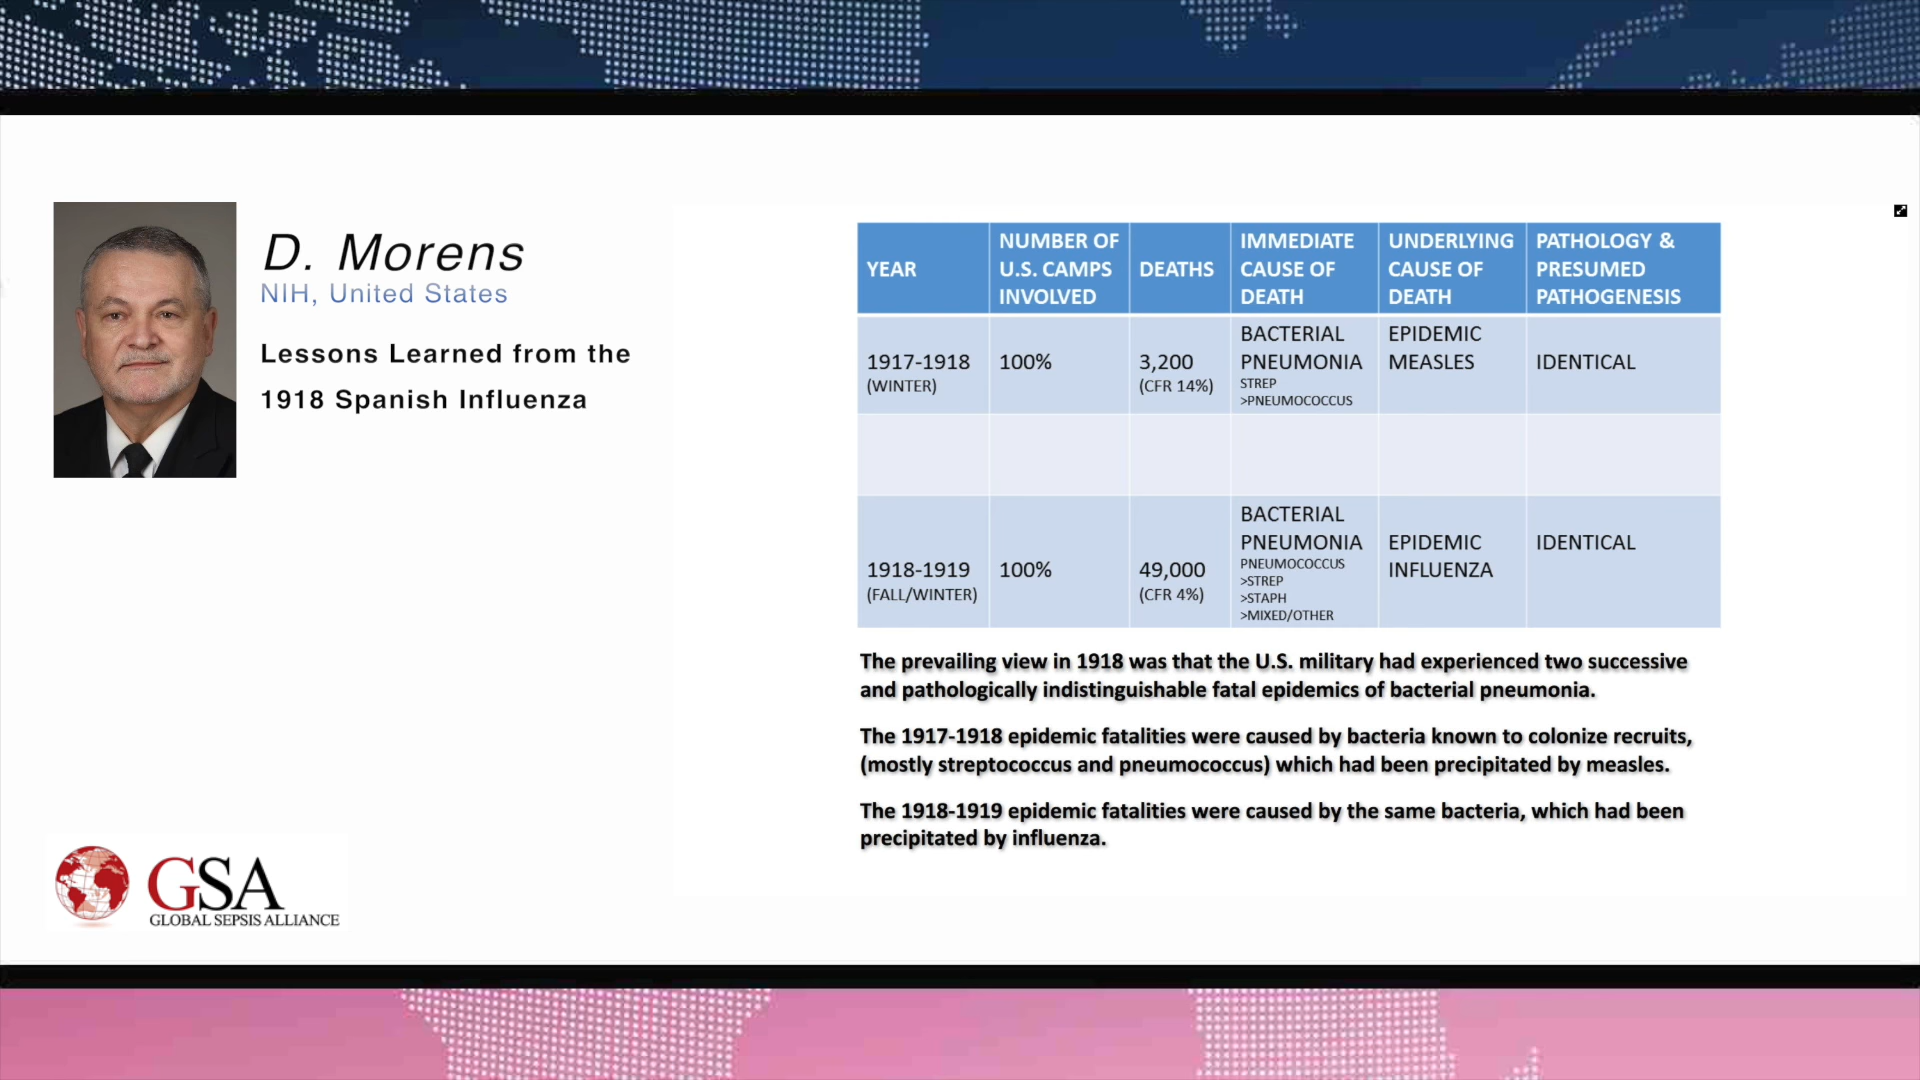 D. Morens
NIH, United States
Lessons Learned from the
1918 Spanish Influenza
YEAR
NUMBER OF
U.S. CAMPS
INVOLVED
DEATHS
IMMEDIATE
CAUSE OF
DEATH
UNDERLYING
CAUSE OF
DEATH
PATHOLOGY &
PRESUMED
PATHOGENESIS
1917-1918
(WINTER)
100%
3,200
(CFR 14%)
BACTERIAL
PNEUMONIA
STREP
>PNEUMOCOCCUS
EPIDEMIC
MEASLES
IDENTICAL
1918-1919
(FALL/WINTER)
100%
49,000
(CFR 4%)
BACTERIAL
PNEUMONIA
PNEUMOCOCCUS
>STREP
>STAPH
>MIXED/OTHER
EPIDEMIC
INFLUENZA
IDENTICAL
The prevailing view in 1918 was that the U.S. military had experienced two successive
and pathologically indistinguishable fatal epidemics of bacterial pneumonia.
The 1917-1918 epidemic fatalities were caused by bacteria known to colonize recruits,
(mostly streptococcus and pneumococcus) which had been precipitated by measles.
The 1918-1919 epidemic fatalities were caused by the same bacteria, which had been
precipitated by influenza.
GSA
GLOBAL SEPSIS ALLIANCE